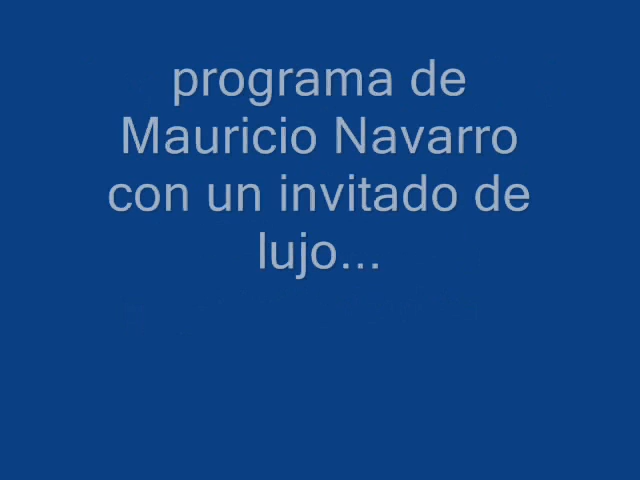 programa de
Mauricio Navarro
con un invitado de
lujo...